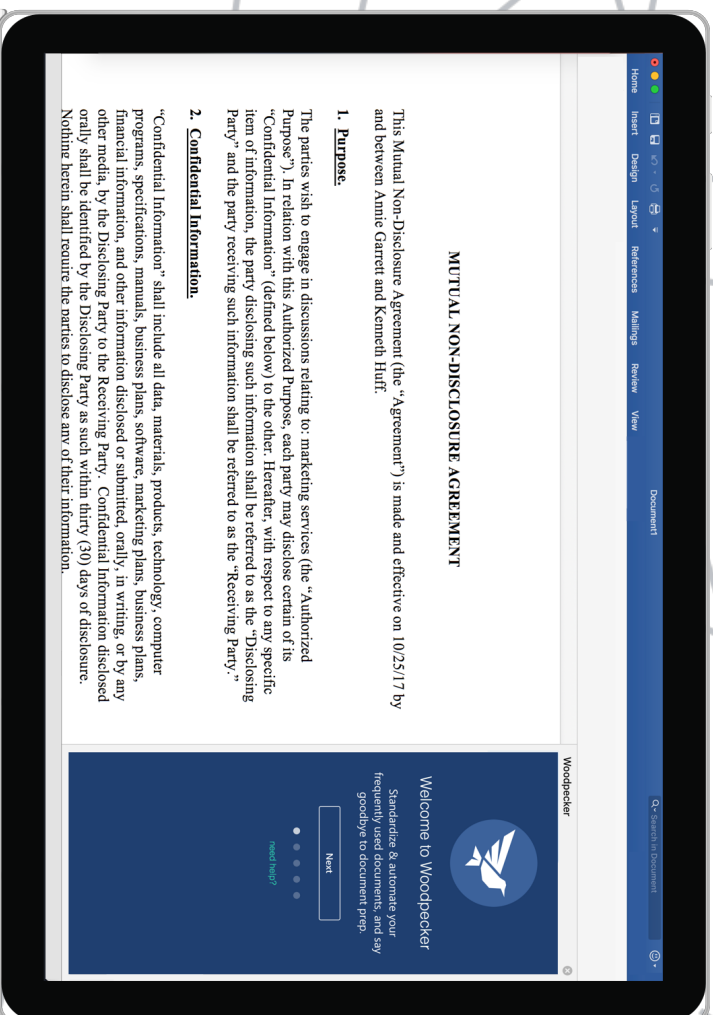 Document1
Search in Document
Home Insert Design Layout References Mailings Review View
MUTUAL NON-DISCLOSURE AGREEMENT
This Mutual Non-Disclosure Agreement (the “Agreement”) is made and effective on 10/25/17 by
and between Annie Garrett and Kenneth Huff.
1. Purpose.
The parties wish to engage in discussions relating to: marketing services (the “Authorized
Purpose”). In relation with this Authorized Purpose, each party may disclose certain of its
“Confidential Information” (defined below) to the other. Hereafter, with respect to any specific
item of information, the party disclosing such information shall be referred to as the “Disclosing
Party” and the party receiving such information shall be referred to as the “Receiving Party.”
2. Confidential Information.
“Confidential Information” shall include all data, materials, products, technology, computer
programs, specifications, manuals, business plans, software, marketing plans, business plans,
financial information, and other information disclosed or submitted, orally, in writing, or by any
other media, by the Disclosing Party to the Receiving Party. Confidential Information disclosed
orally shall be identified by the Disclosing Party as such within thirty (30) days of disclosure.
Nothing herein shall require the parties to disclose any of their information.
Woodpecker
Welcome to Woodpecker
Standardize & automate your
frequently used documents, and say
goodbye to document prep.
Next
need help?